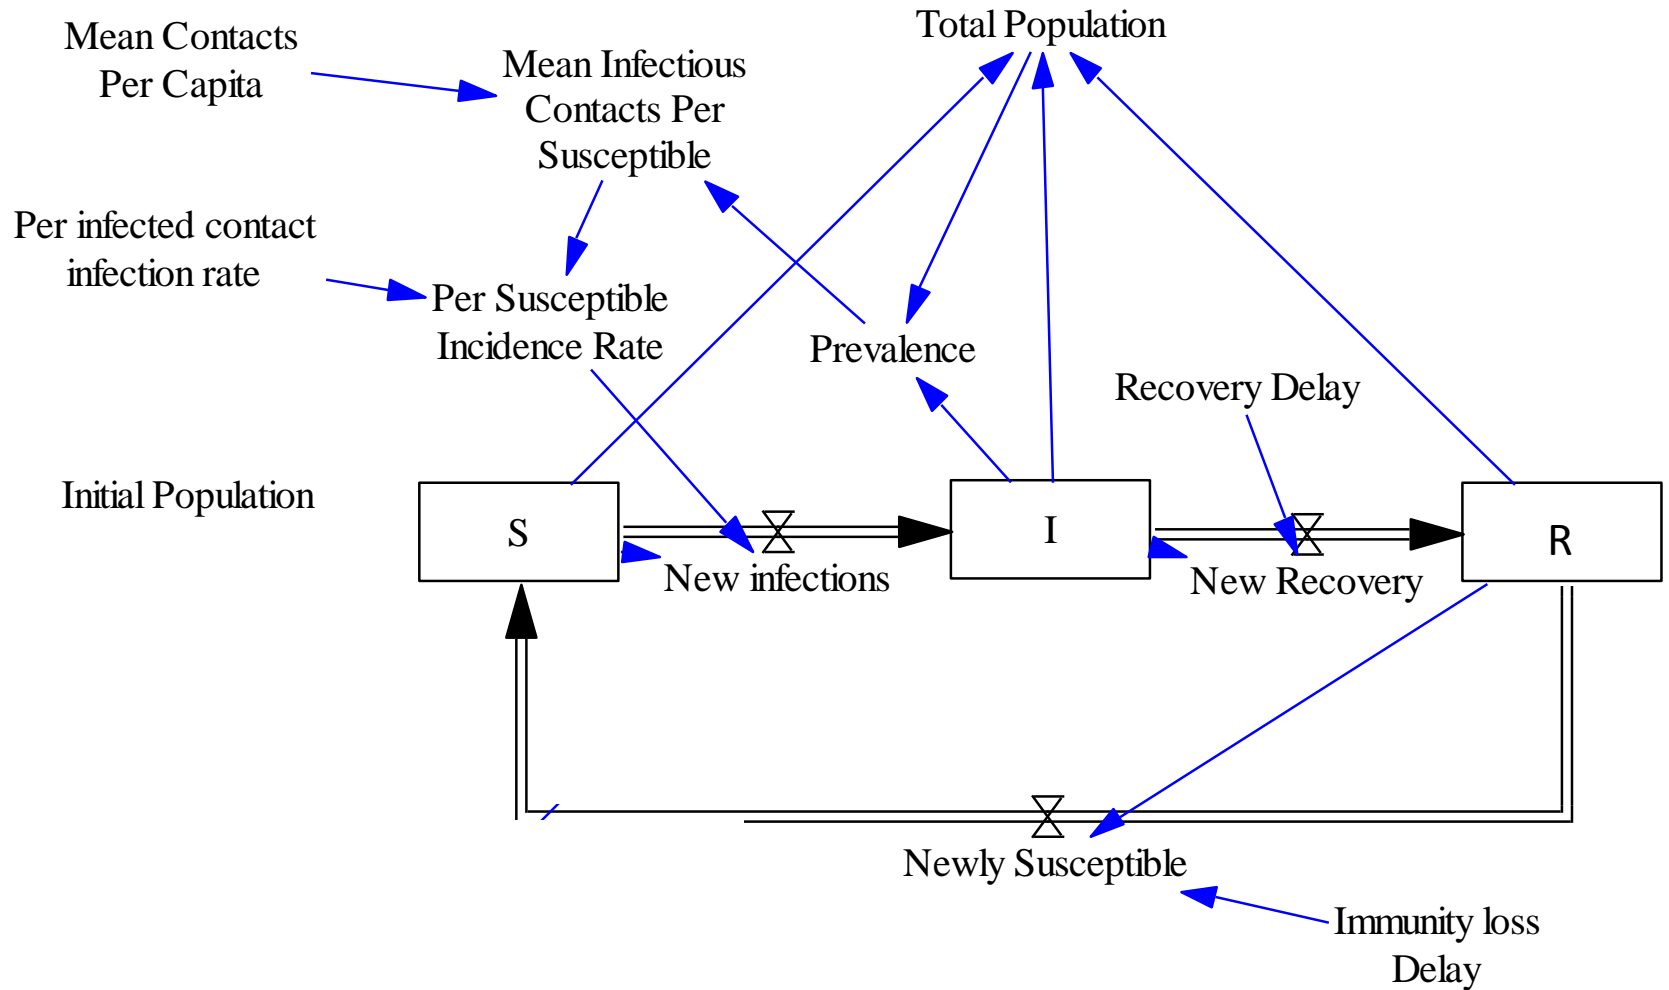 Total Population
Mean Contacts
Per Capita
Mean Infectious
Contacts Per
Susceptible
Per infected contact
infection rate
Per Susceptible
Incidence Rate
Prevalence
Recovery Delay
Initial Population
S
I
R
New infections
New Recovery
Newly Susceptible
Immunity loss
Delay